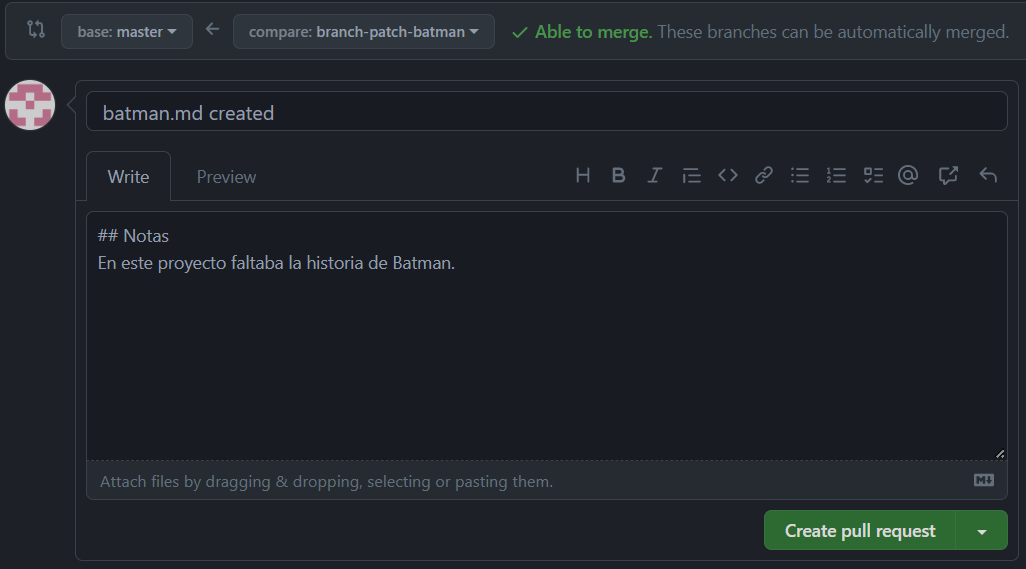 base: master compare: branch-patch-batman Able to merge. These branches can be automatically merged.
batman.md created
Write Preview
## Notas
En este proyecto faltaba la historia de Batman.
Attach files by dragging & dropping, selecting or pasting them.
Create pull request